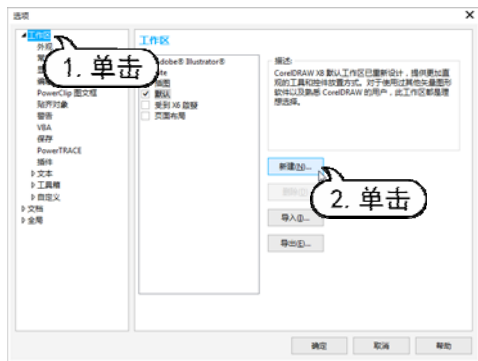 选项
工作区
外观
PowerClip 图文框
贴齐对象
警告
VBA
保存
PowerTRACE
插件
文本
工具箱
自定义
文档
全局
1. 单击
工作区
dobe® Illustrator®
默认
受到 X6 启发
页面布局
描述:
CorelDRAW X8 默认工作区已重新设计，提供更加直
观的工具和控件放置方式。对于使用过其他矢量图形
软件以及熟悉 CorelDRAW 的用户，此工作区都是理
想选择。
新建(N)...
2. 单击
导入(I)...
导出(E)...
确定
取消
帮助